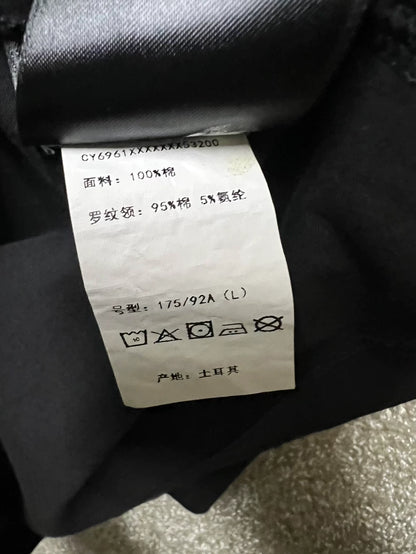 CY6961XXXXXXX53200
面料：100%棉
罗纹领：95%棉 5%氨纶
号型：175/92A（L）
产地：土耳其